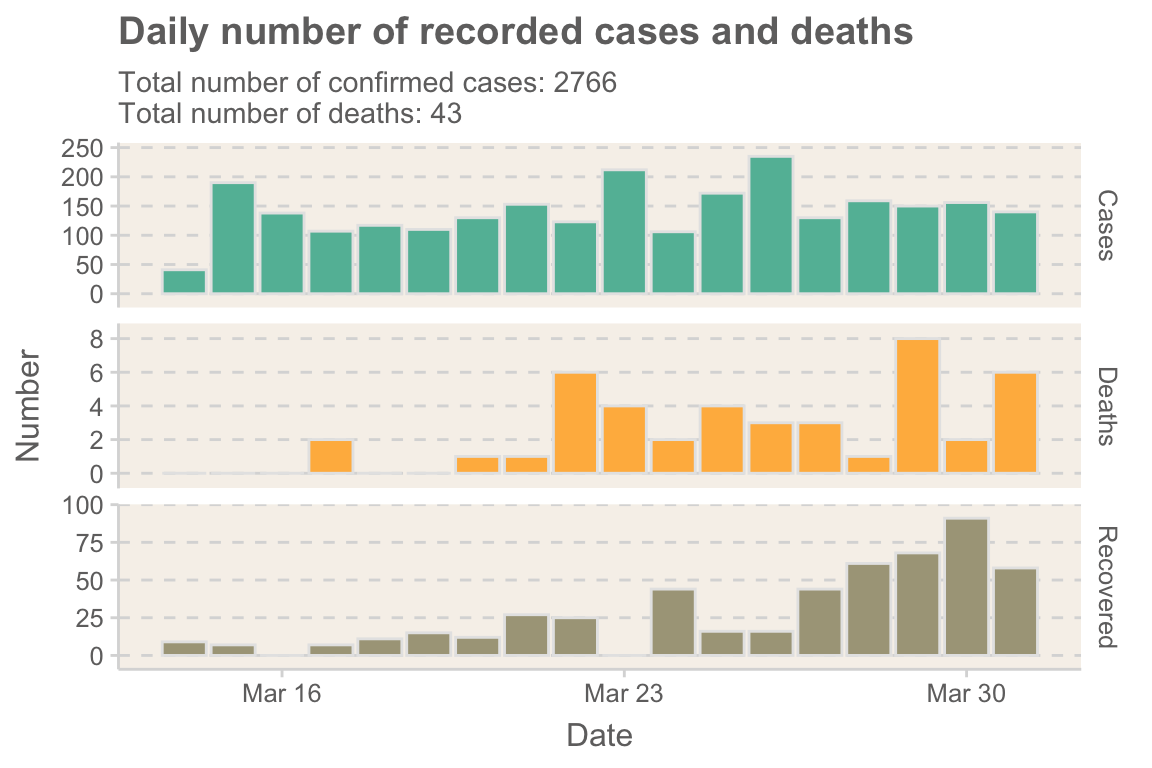 Daily number of recorded cases and deaths
Total number of confirmed cases: 2766
Total number of deaths: 43
250
200
150
100
50
0
Cases
8
6
4
2
0
Deaths
Number
100
75
50
25
0
Recovered
Mar 16
Mar 23
Mar 30
Date